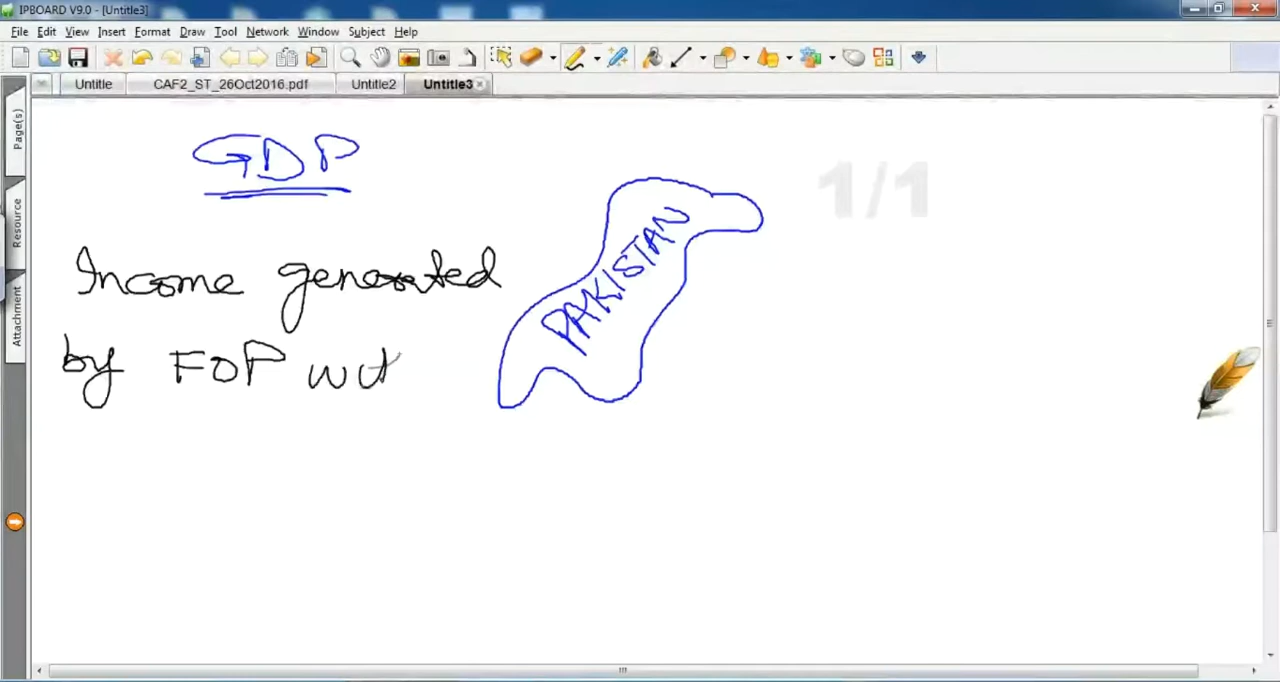 IPBOARD V9.0 - [Untitle3]
File Edit View Insert Format Draw Tool Network Window Subject Help
Untitle CAF2_ST_26Oct2016.pdf Untitle2 Untitle3
Page(s)
Resource
Attachment
GDP
1/1
PAKISTAN
Income generated
by FOP